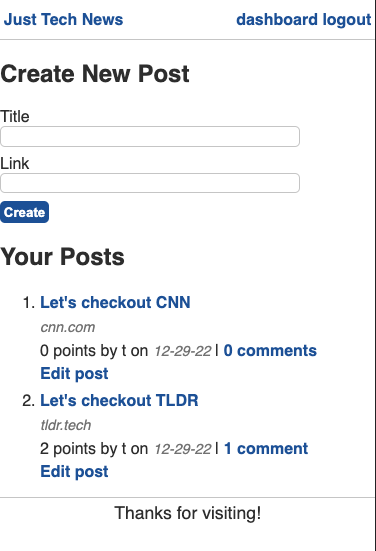 Just Tech News dashboard logout
Create New Post
Title
Link
Create
Your Posts
1. Let's checkout CNN
cnn.com
0 points by t on 12-29-22 | 0 comments
Edit post
2. Let's checkout TLDR
tldr.tech
2 points by t on 12-29-22 | 1 comment
Edit post
Thanks for visiting!